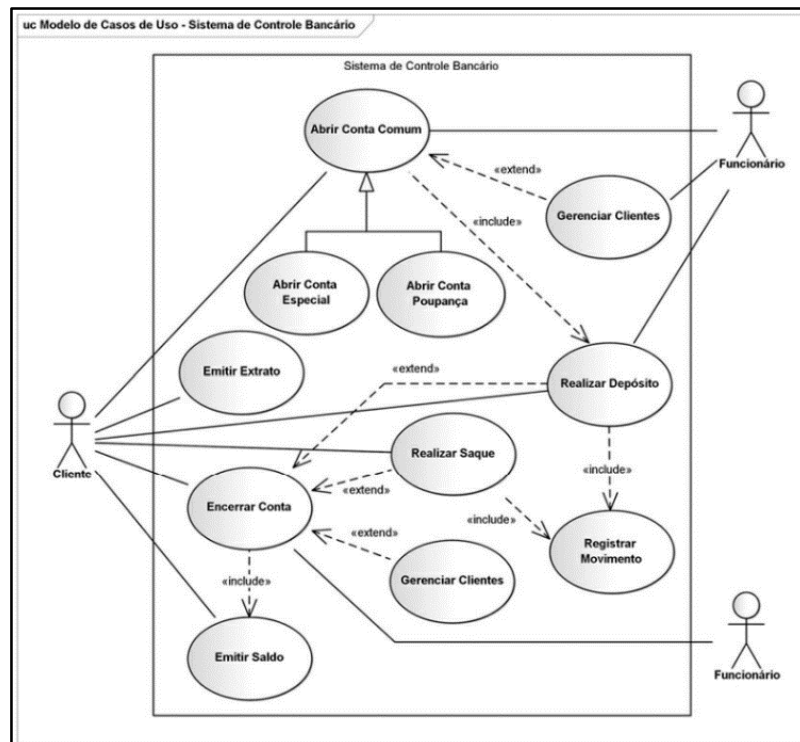 uc Modelo de Casos de Uso - Sistema de Controle Bancário
Sistema de Controle Bancário
Abrir Conta Comum
Funcionário
«extend»
Gerenciar Clientes
«include»
Abrir Conta
Especial
Abrir Conta
Poupança
Emitir Extrato
«extend»
Realizar Depósito
Cliente
Realizar Saque
«extend»
«include»
Encerrar Conta
«include»
«extend»
Registrar
Movimento
Gerenciar Clientes
«include»
Emitir Saldo
Funcionário